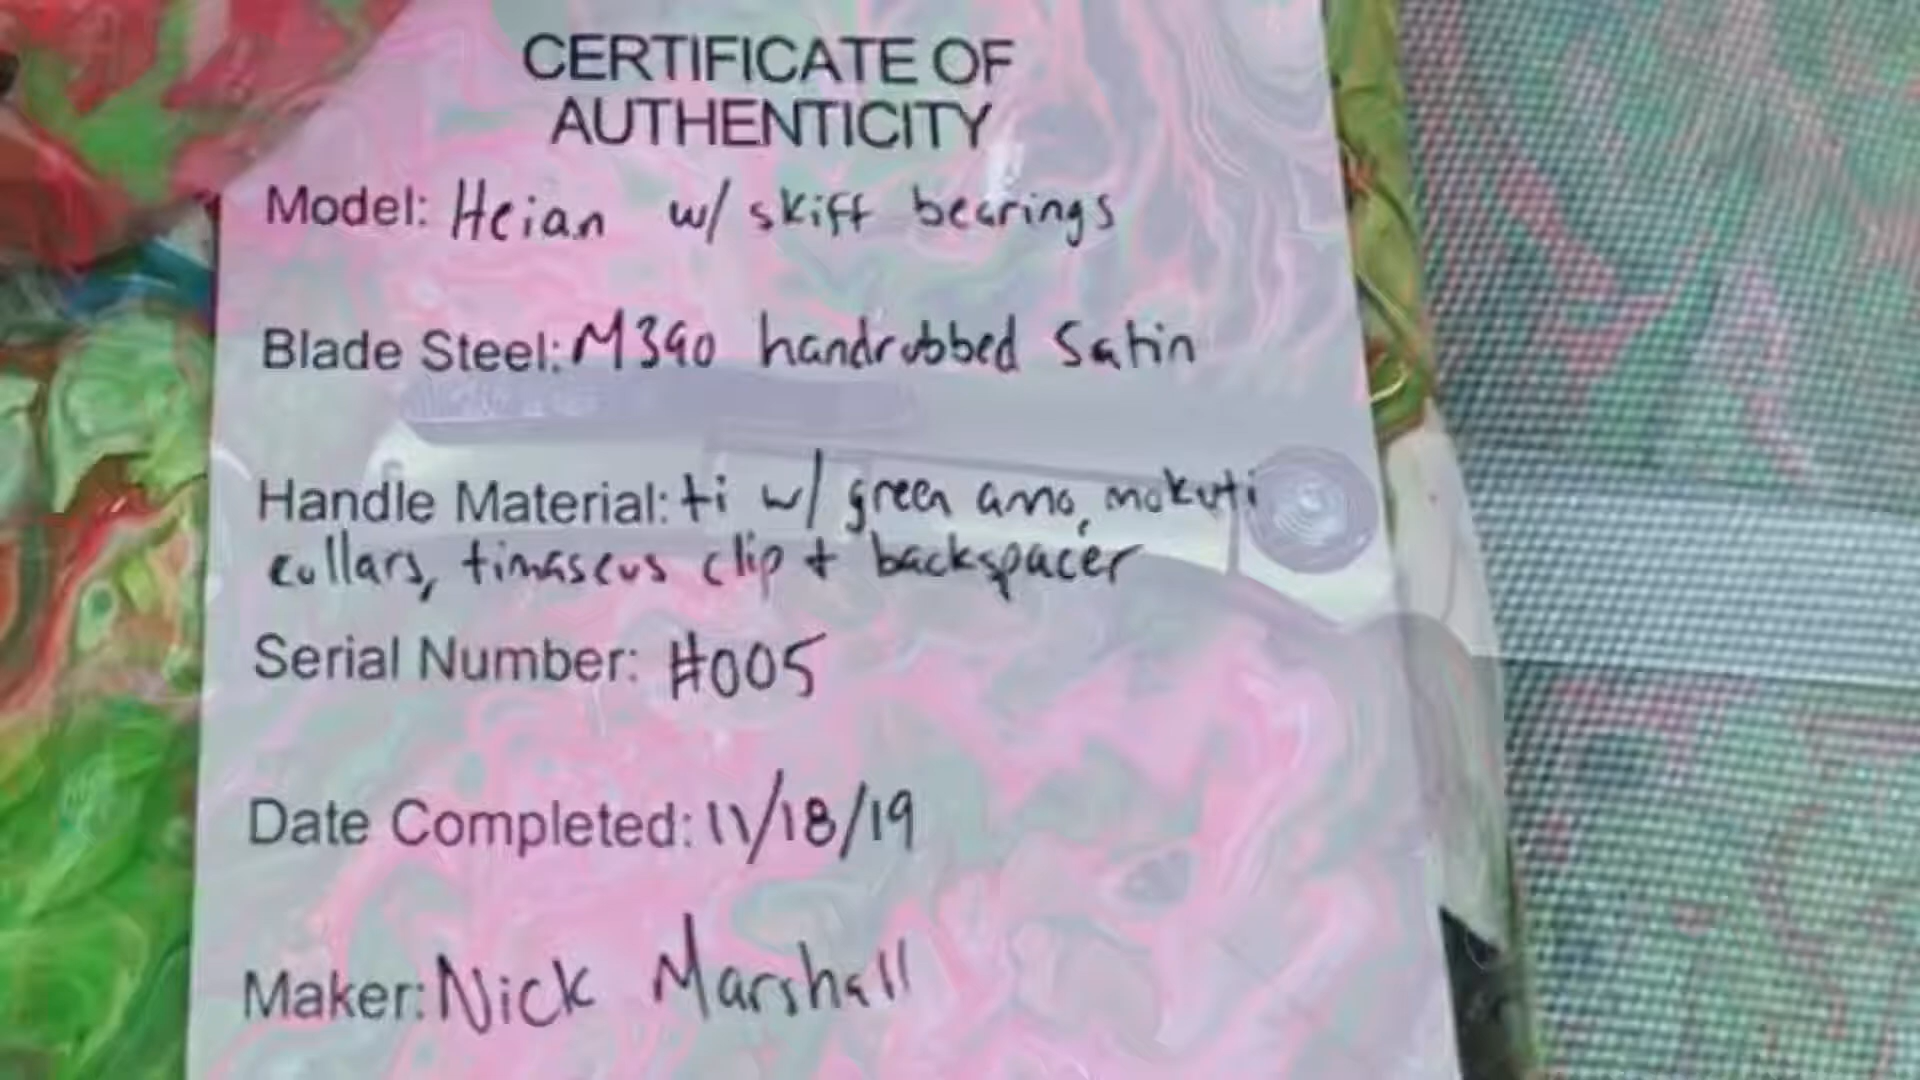 CERTIFICATE OF
AUTHENTICITY
Model: Heian w/ skiff bearings
Blade Steel: M390 handrubbed Satin
Handle Material: ti w/ green ano, mokuti
collars, timascus clip + backspacer
Serial Number: #005
Date Completed: 11/18/19
Maker: Nick Marshall